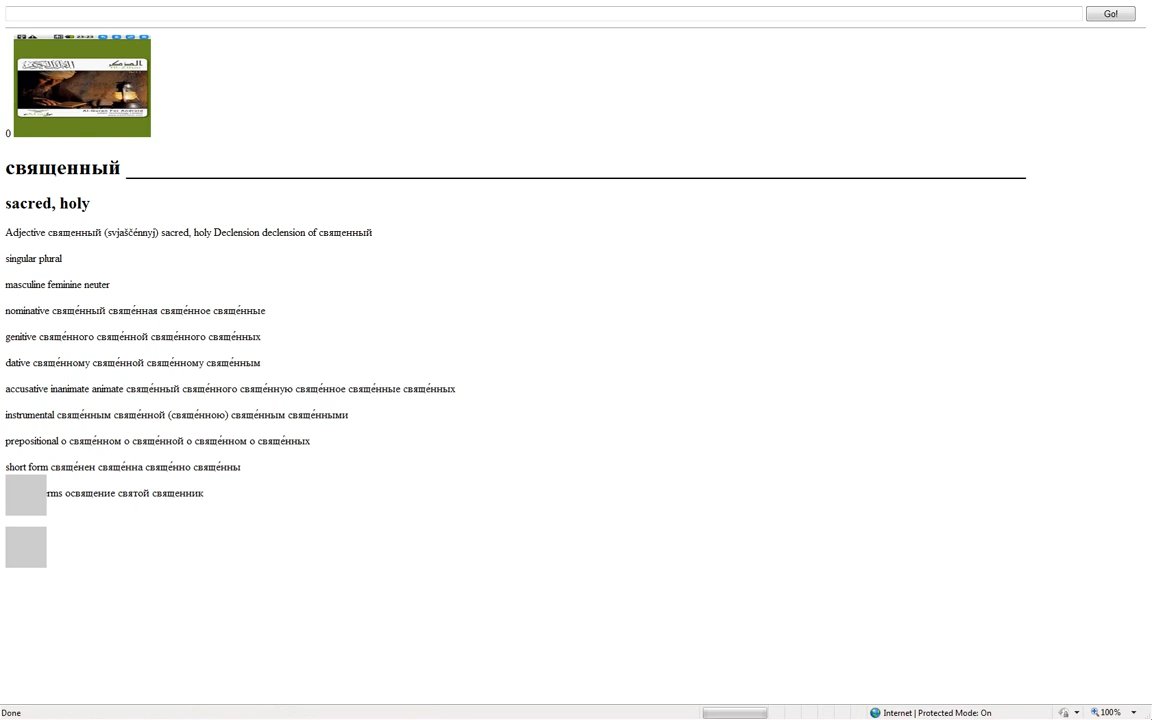 Go!
23:23
0
священный
sacred, holy
Adjective священный (svjaščénnyj) sacred, holy Declension declension of священный
singular plural
masculine feminine neuter
nominative свяще́нный свяще́нная свяще́нное свяще́нные
genitive свяще́нного свяще́нной свяще́нного свяще́нных
dative свяще́нному свяще́нной свяще́нному свяще́нным
accusative inanimate animate свяще́нный свяще́нного свяще́нную свяще́нное свяще́нные свяще́нных
instrumental свяще́нным свяще́нной (свяще́нною) свяще́нным свяще́нными
prepositional о свяще́нном о свяще́нной о свяще́нном о свяще́нных
short form свяще́нен свяще́нна свяще́нно свяще́нны
erms освящение святой священник
Done
Internet | Protected Mode: On
100%